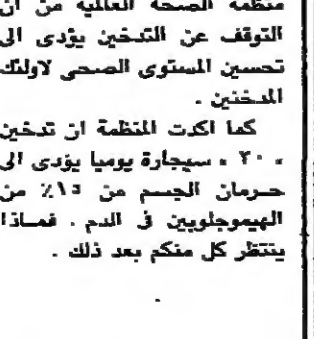 منظمة الصحة العالمية من ان
التوقف عن التدخين يؤدى الى
تحسين المستوى الصحى لاولئك
المدخنين .
كما اكدت المنظمة ان تدخين
« ٣٠ » سيجارة يوميا يؤدى الى
حرمان الجسم من ١٥٪ من
الهيموجلوبين فى الدم . فماذا
ينتظر كل منكم بعد ذلك .